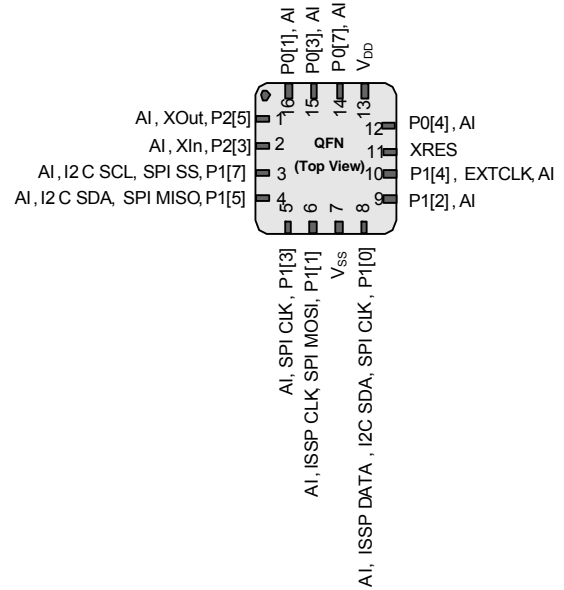 P0[1], AI
P0[3], AI
P0[7], AI
VDD
16
15
14
13
AI, XOut, P2[5]
1
AI, XIn, P2[3]
2
AI, I2C SCL, SPI SS, P1[7]
3
AI, I2C SDA, SPI MISO, P1[5]
4
QFN
(Top View)
12
P0[4], AI
11
XRES
10
P1[4], EXTCLK, AI
9
P1[2], AI
5
6
7
8
AI, SPI CLK, P1[3]
AI, ISSP CLK, SPI MOSI, P1[1]
VSS
AI, ISSP DATA, I2C SDA, SPI CLK, P1[0]